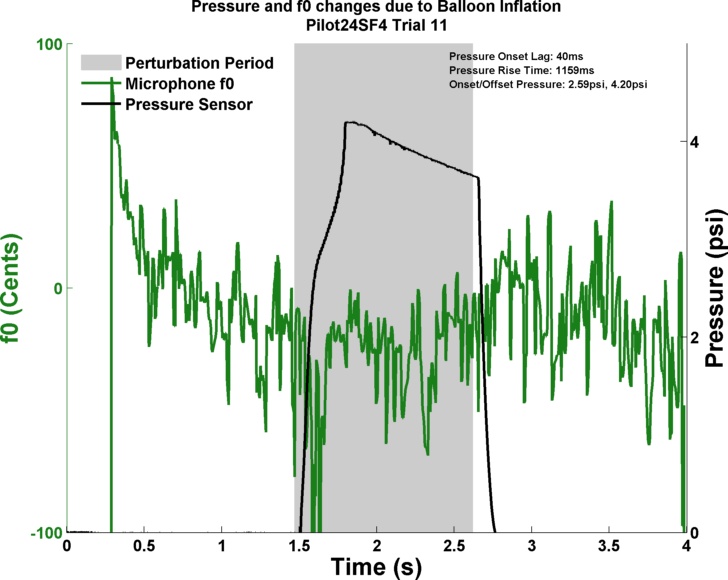 Pressure and f0 changes due to Balloon Inflation
Pilot24SF4 Trial 11
Perturbation Period
Microphone f0
Pressure Sensor
Pressure Onset Lag: 40ms
Pressure Rise Time: 1159ms
Onset/Offset Pressure: 2.59psi, 4.20psi
100
0
-100
f0 (Cents)
4
2
0
Pressure (psi)
0 0.5 1 1.5 2 2.5 3 3.5 4
Time (s)